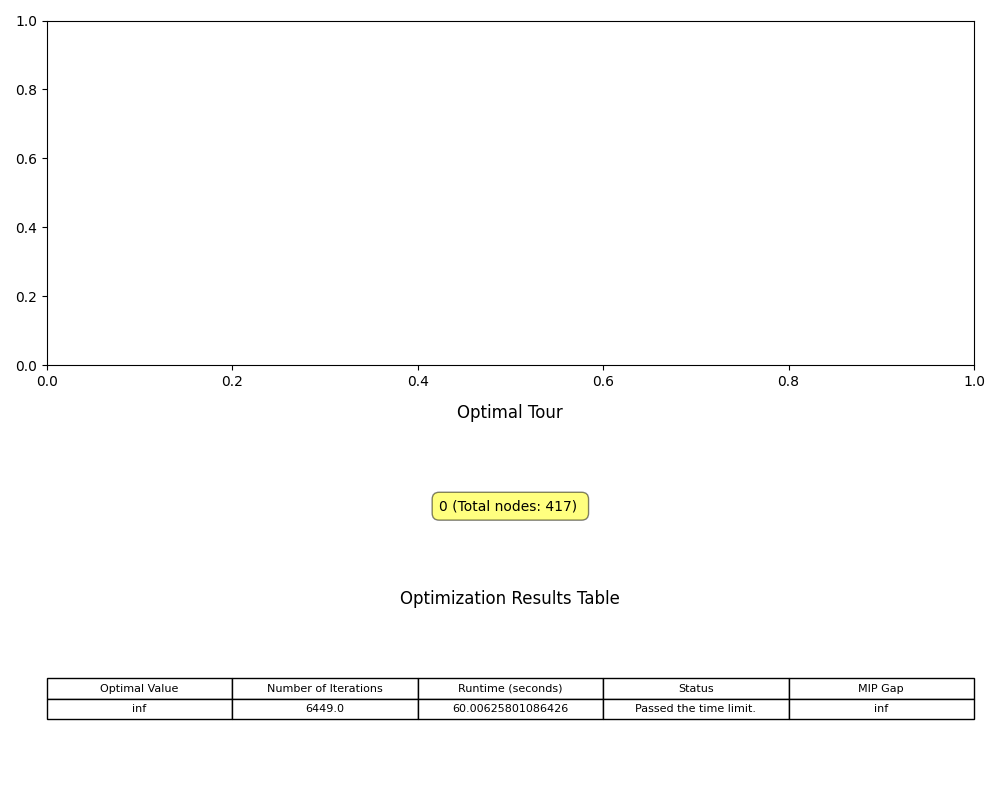 1.0
0.8
0.6
0.4
0.2
0.0
0.0 0.2 0.4 0.6 0.8 1.0
Optimal Tour
0 (Total nodes: 417)
Optimization Results Table
Optimal Value Number of Iterations Runtime (seconds) Status MIP Gap
inf 6449.0 60.00625801086426 Passed the time limit. inf